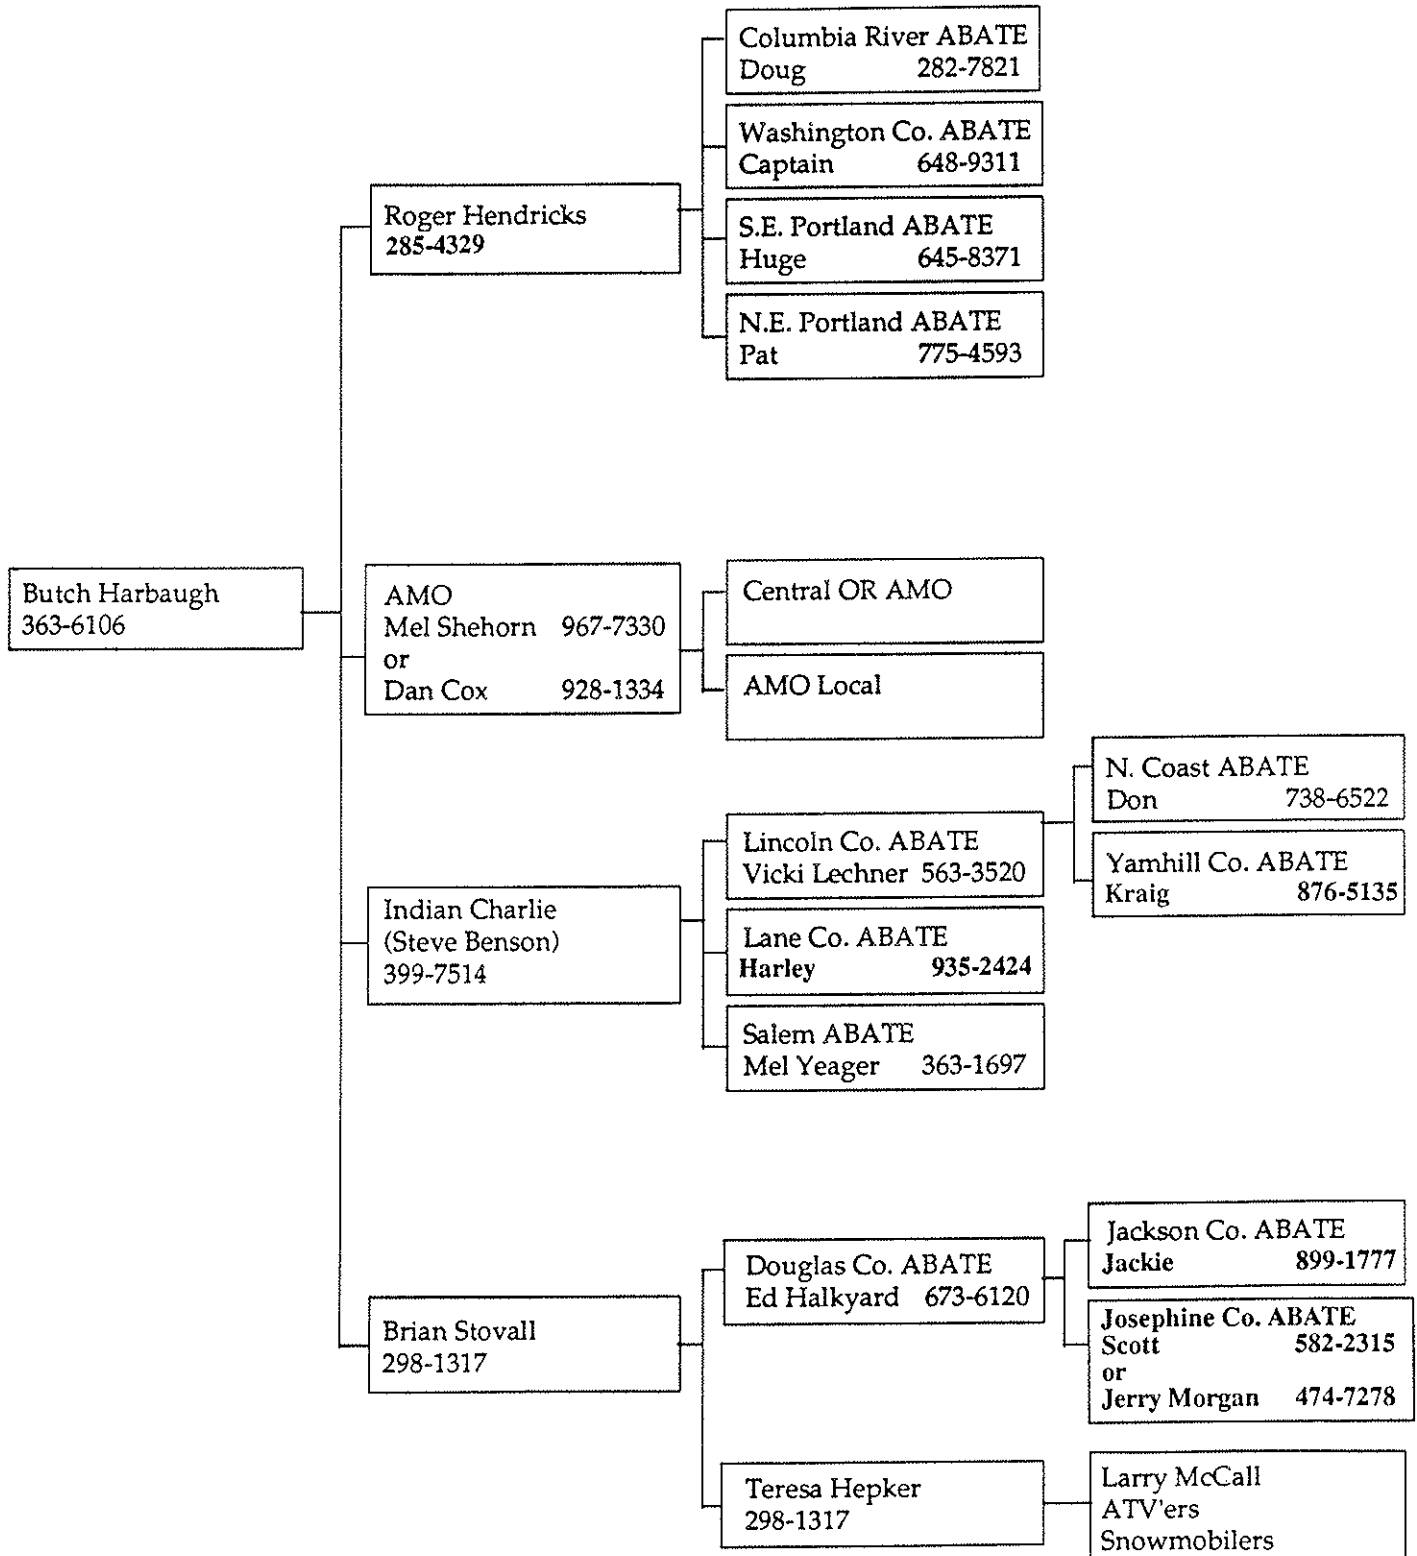 Columbia River ABATE
Doug 282-7821
Washington Co. ABATE
Captain 648-9311
Roger Hendricks
285-4329
S.E. Portland ABATE
Huge 645-8371
N.E. Portland ABATE
Pat 775-4593
Butch Harbaugh
363-6106
AMO
Mel Shehorn 967-7330
or
Dan Cox 928-1334
Central OR AMO
AMO Local
Indian Charlie
(Steve Benson)
399-7514
Lincoln Co. ABATE
Vicki Lechner 563-3520
N. Coast ABATE
Don 738-6522
Yamhill Co. ABATE
Kraig 876-5135
Lane Co. ABATE
Harley 935-2424
Salem ABATE
Mel Yeager 363-1697
Brian Stovall
298-1317
Douglas Co. ABATE
Ed Halkyard 673-6120
Jackson Co. ABATE
Jackie 899-1777
Josephine Co. ABATE
Scott 582-2315
or
Jerry Morgan 474-7278
Teresa Hepker
298-1317
Larry McCall
ATV'ers
Snowmobilers